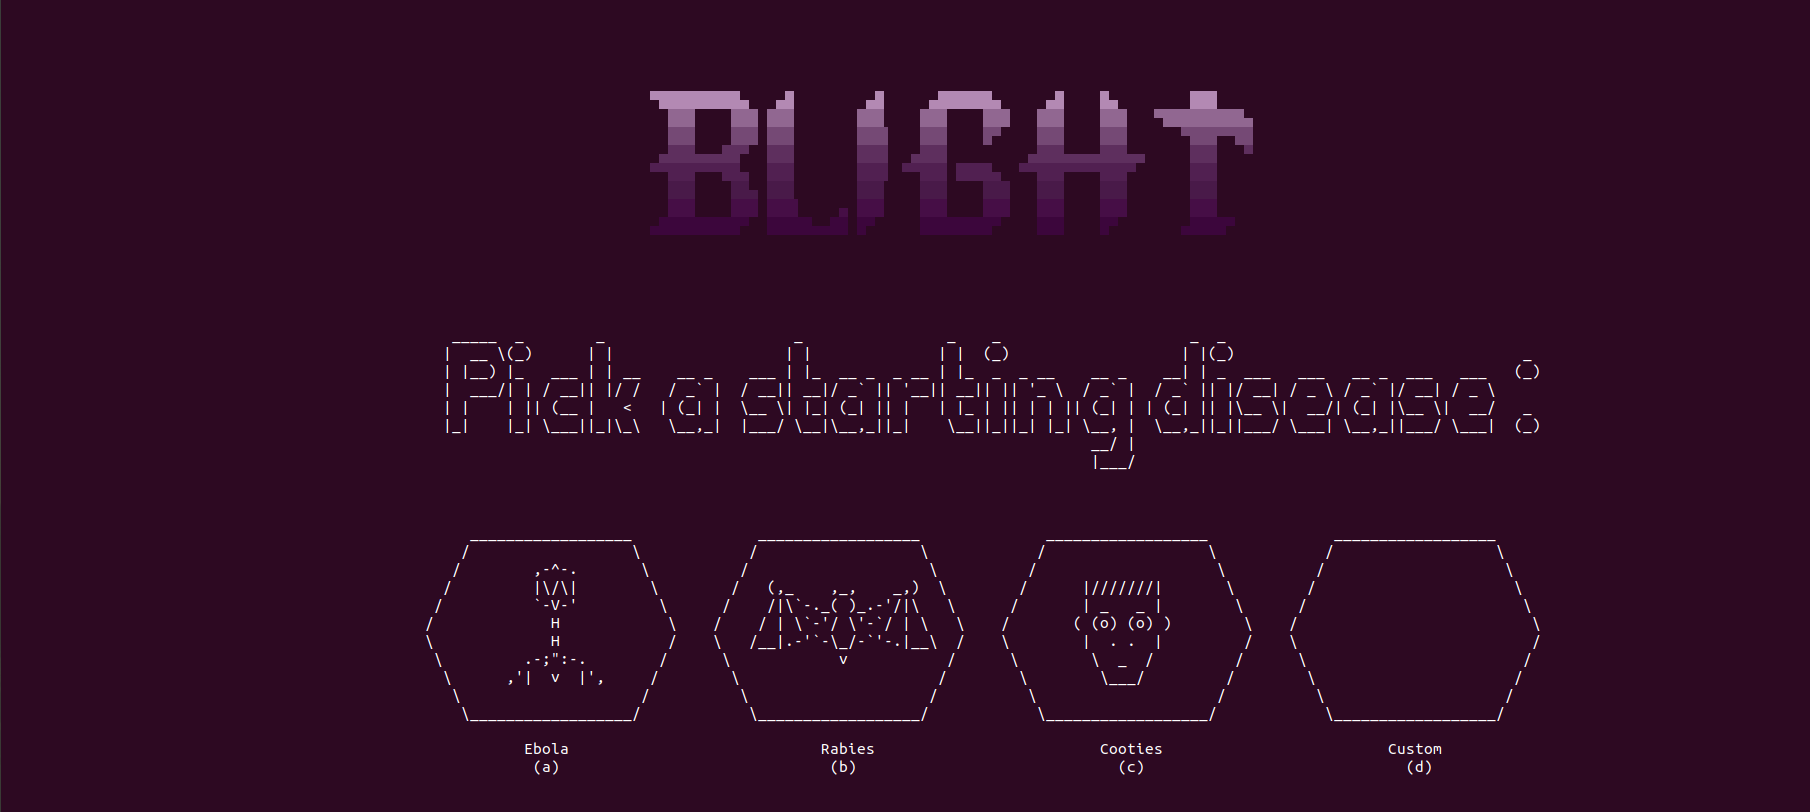 BLIGHT
Pick a starting disease:
Ebola
(a)
Rabies
(b)
Cooties
(c)
Custom
(d)